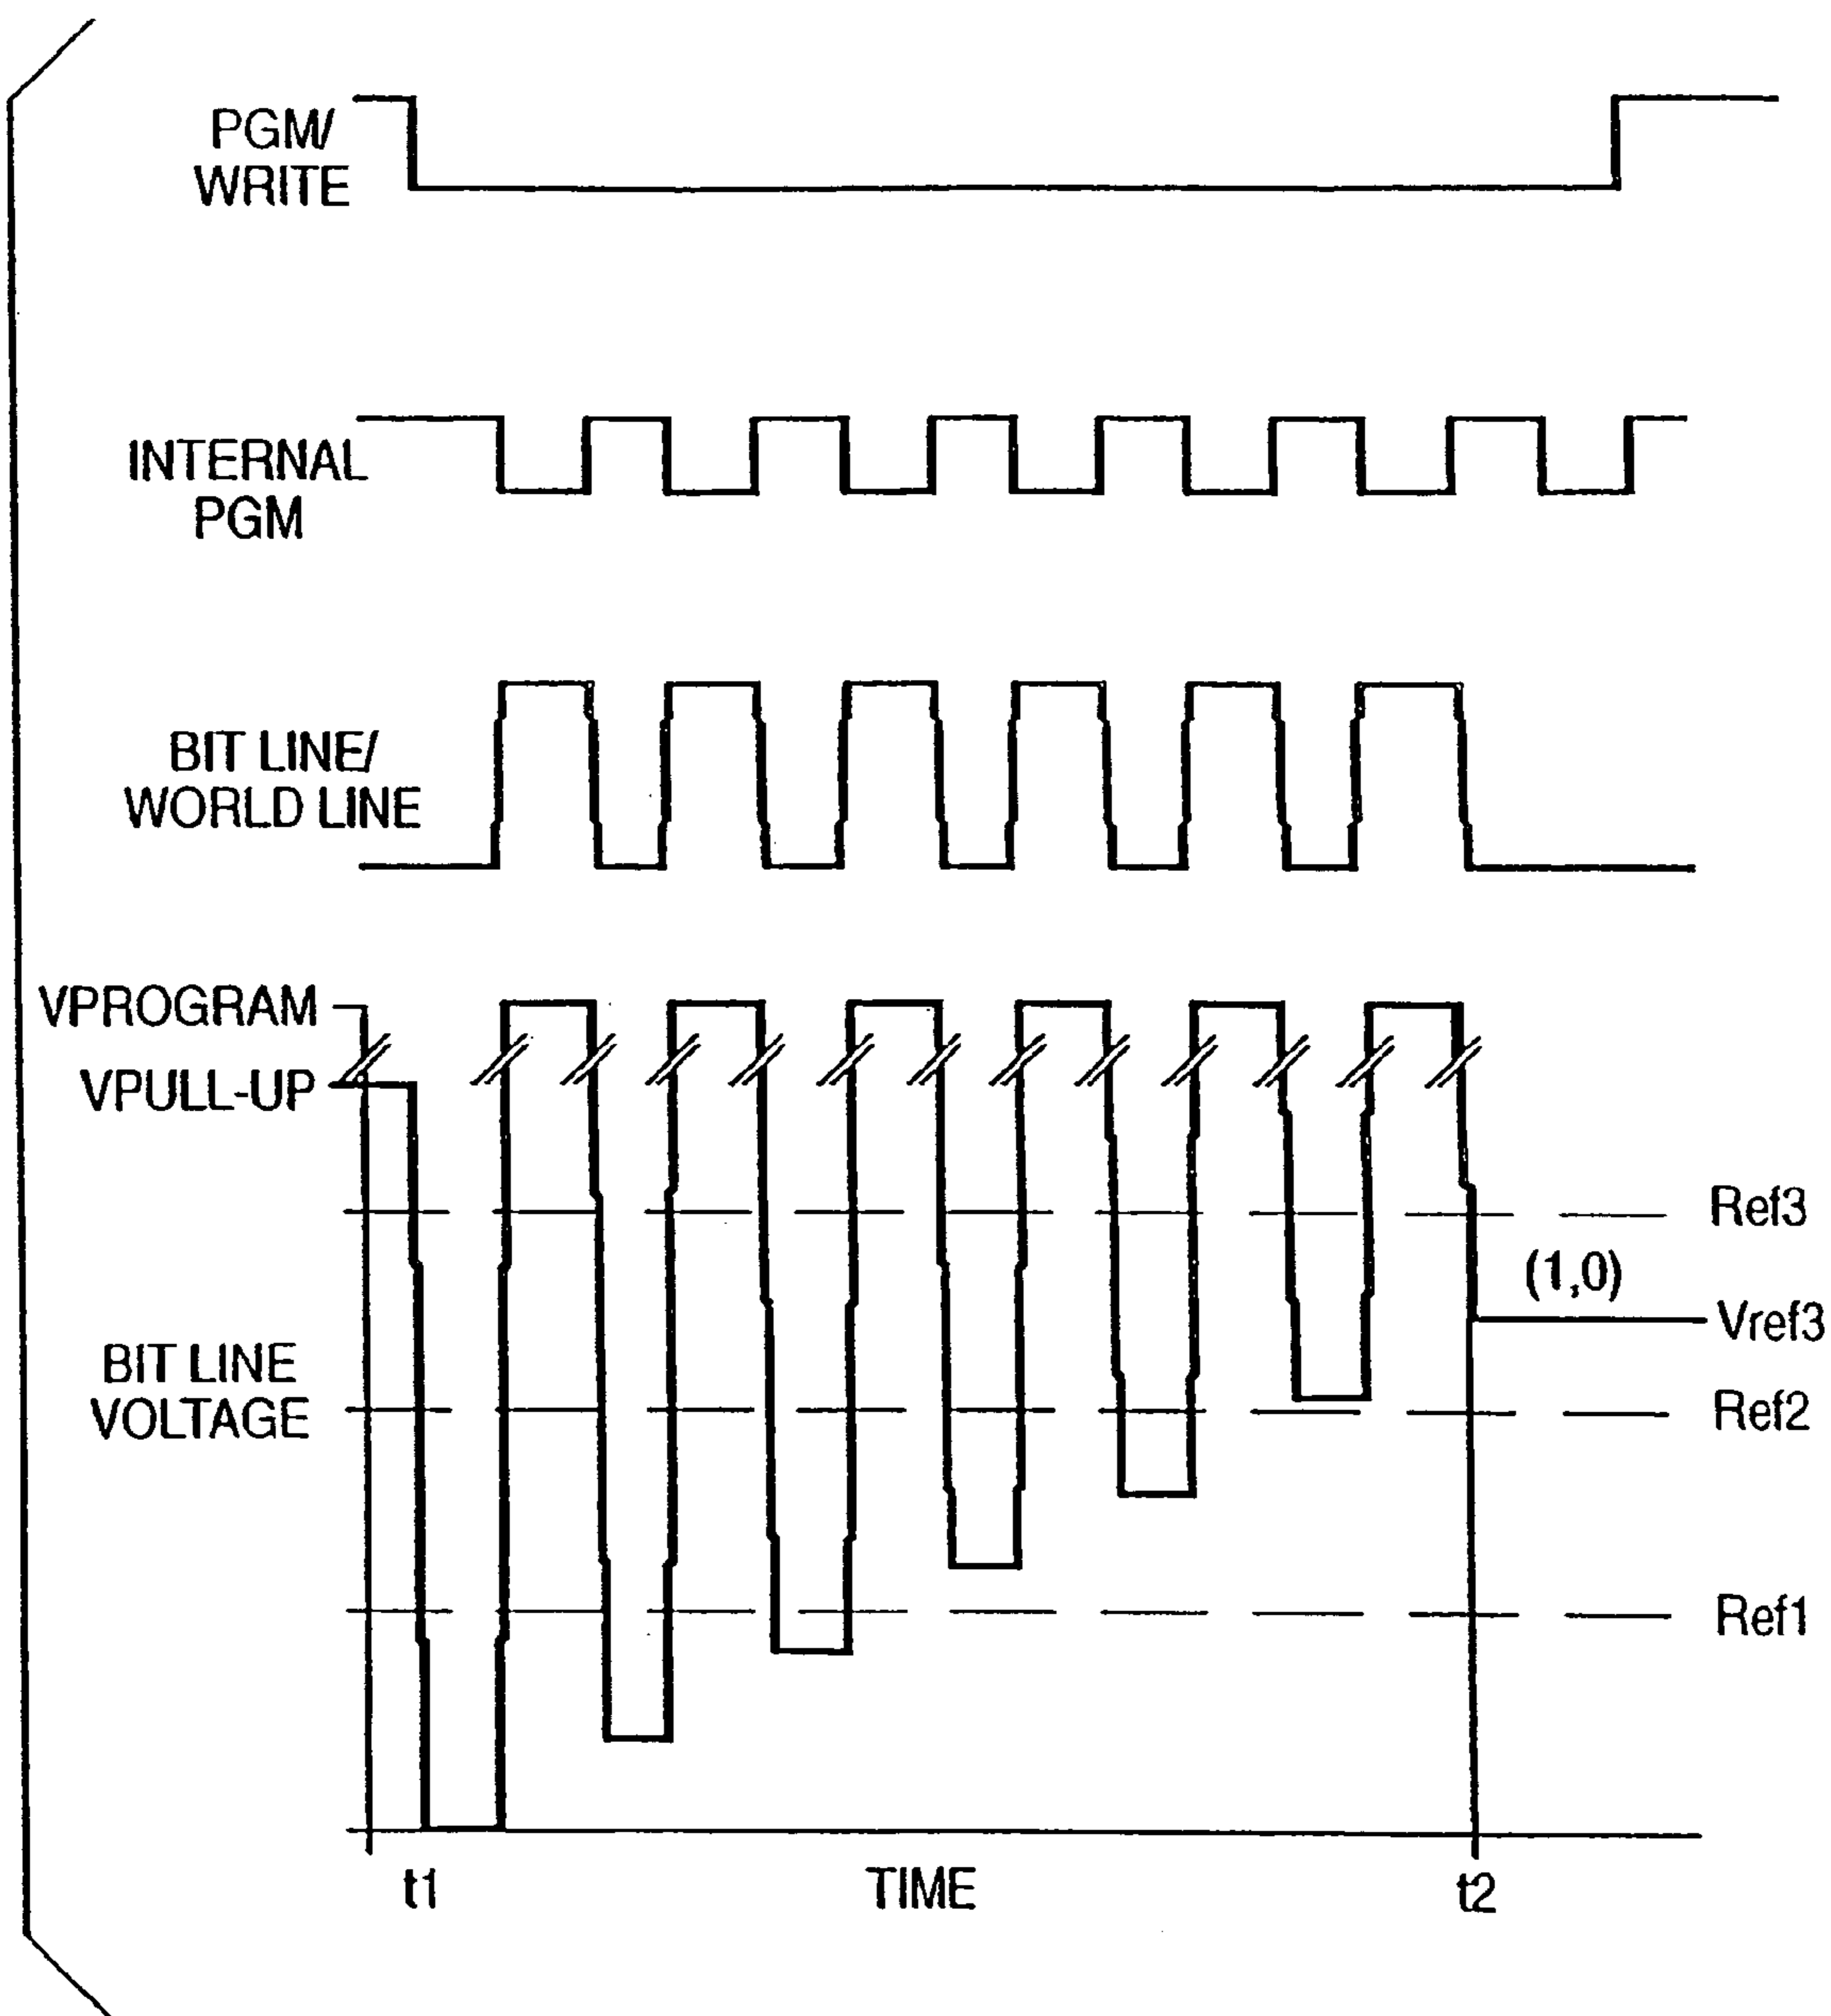 PGM/
WRITE
INTERNAL
PGM
BIT LINE/
WORLD LINE
VPROGRAM
VPULL-UP
Ref3
(1,0)
Vref3
BIT LINE
VOLTAGE
Ref2
Ref1
t1
TIME
t2